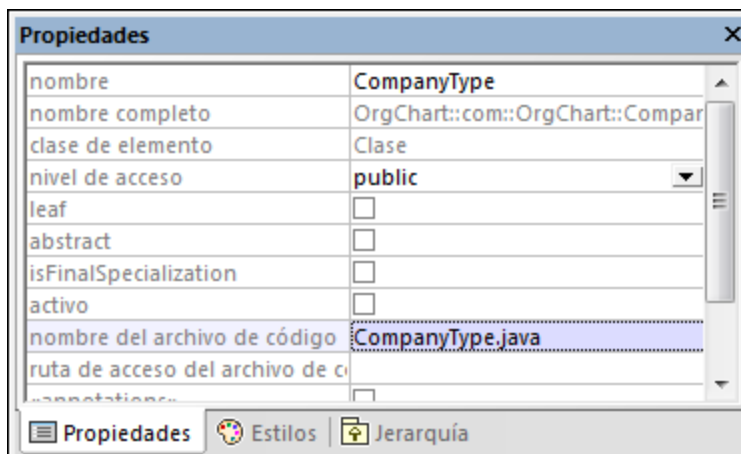 Propiedades
nombre CompanyType
nombre completo OrgChart::com::OrgChart::Compar
clase de elemento Clase
nivel de acceso public
leaf
abstract
isFinalSpecialization
activo
nombre del archivo de código CompanyType.java
ruta de acceso del archivo de c
«annotations»
Propiedades Estilos Jerarquía